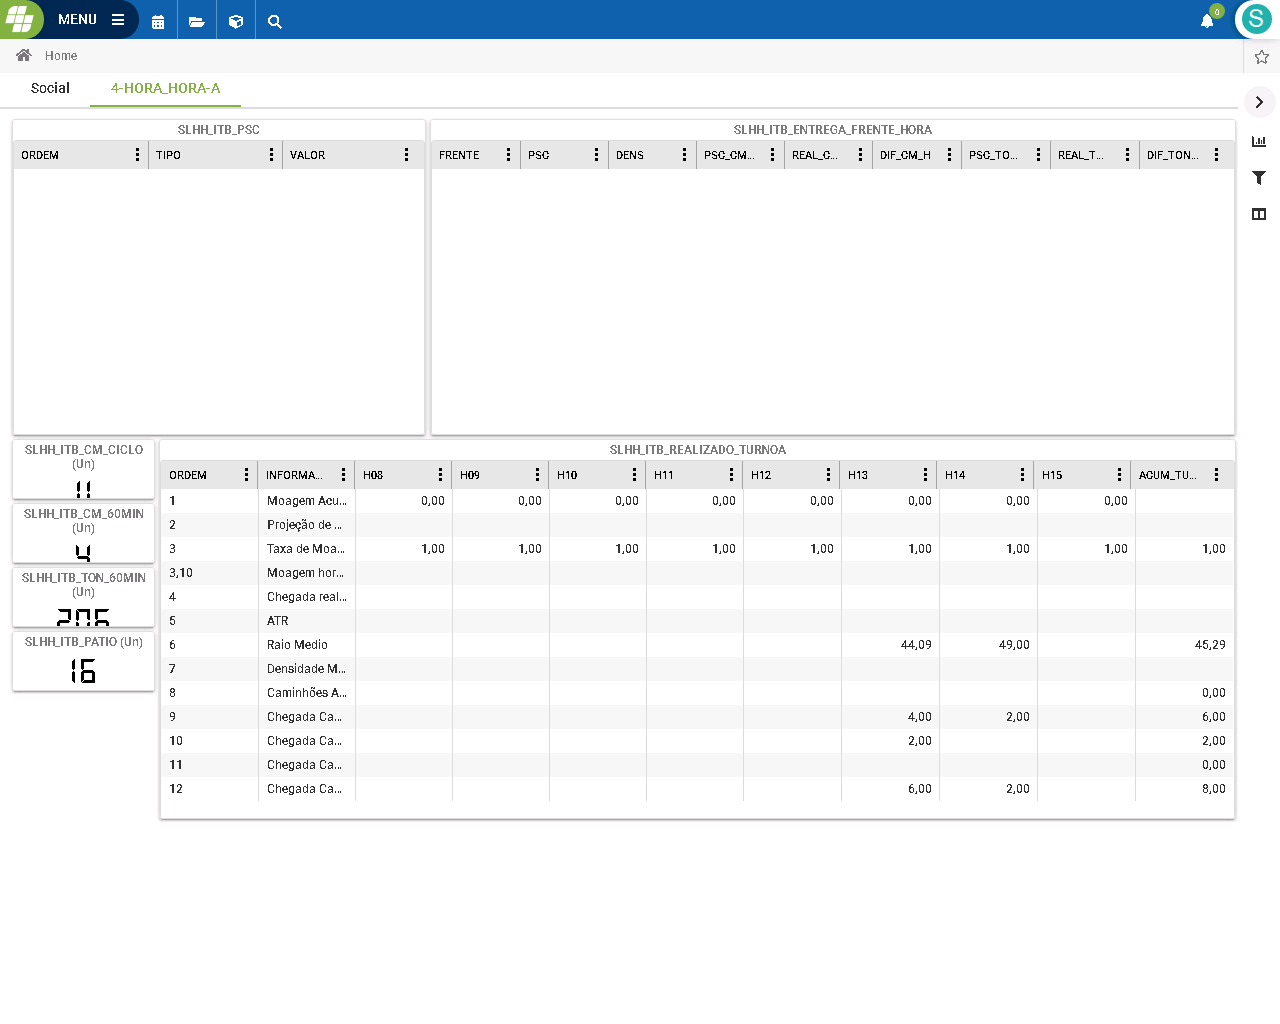 MENU
0
S
Home
Social 4-HORA_HORA-A
SLHH_ITB_PSC
ORDEM TIPO VALOR
SLHH_ITB_ENTREGA_FRENTE_HORA
FRENTE PSC DENS PSC_CM... REAL_C... DIF_CM_H PSC_TO... REAL_T... DIF_TON...
SLHH_ITB_CM_CICLO
(Un)
11
SLHH_ITB_CM_60MIN
(Un)
4
SLHH_ITB_TON_60MIN
(Un)
206
SLHH_ITB_PATIO (Un)
16
SLHH_ITB_REALIZADO_TURNOA
ORDEM INFORMA... H08 H09 H10 H11 H12 H13 H14 H15 ACUM_TU...
1 Moagem Acu... 0,00 0,00 0,00 0,00 0,00 0,00 0,00 0,00
2 Projeção de ...
3 Taxa de Moa... 1,00 1,00 1,00 1,00 1,00 1,00 1,00 1,00 1,00
3,10 Moagem hor...
4 Chegada real...
5 ATR
6 Raio Medio 44,09 49,00 45,29
7 Densidade M...
8 Caminhões A... 0,00
9 Chegada Ca... 4,00 2,00 6,00
10 Chegada Ca... 2,00 2,00
11 Chegada Ca... 0,00
12 Chegada Ca... 6,00 2,00 8,00